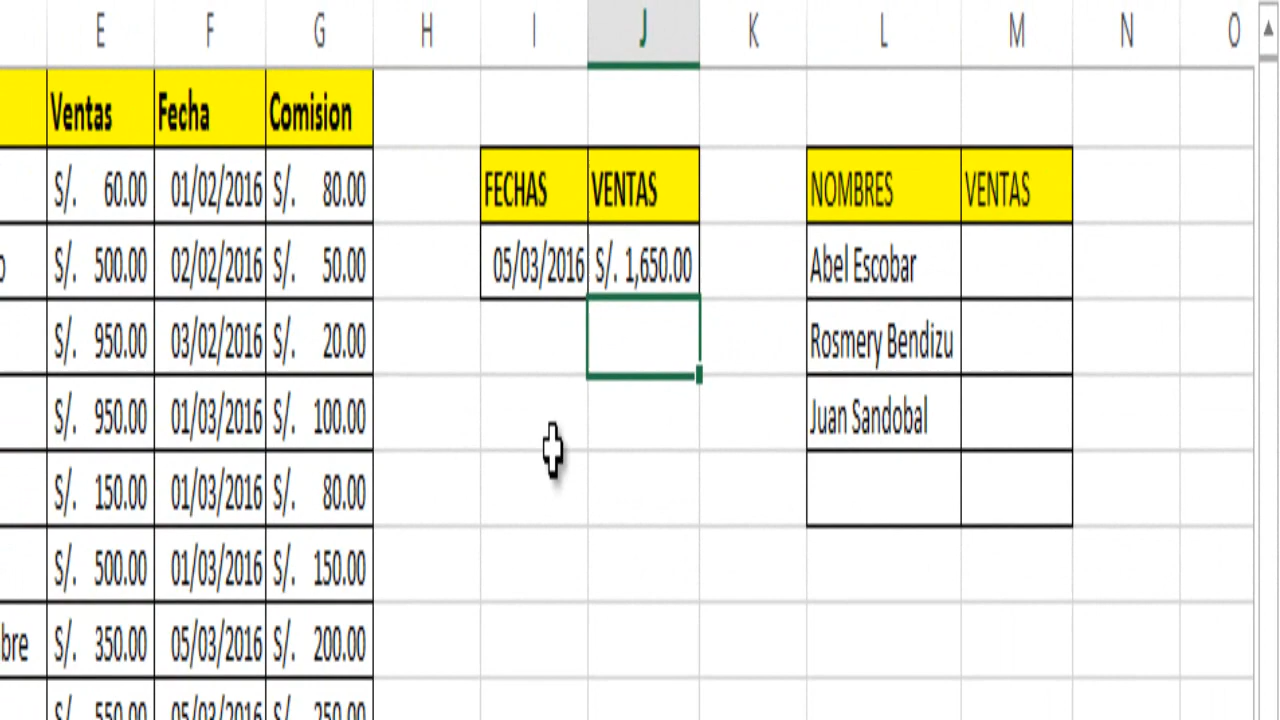 E F G H I J K L M N O
Ventas Fecha Comision
S/. 60.00 01/02/2016 S/. 80.00 FECHAS VENTAS NOMBRES VENTAS
o S/. 500.00 02/02/2016 S/. 50.00 05/03/2016 S/. 1,650.00 Abel Escobar
S/. 950.00 03/02/2016 S/. 20.00 Rosmery Bendizu
S/. 950.00 01/03/2016 S/. 100.00 Juan Sandobal
S/. 150.00 01/03/2016 S/. 80.00
S/. 500.00 01/03/2016 S/. 150.00
bre S/. 350.00 05/03/2016 S/. 200.00
S/. 550.00 05/03/2016 S/. 250.00